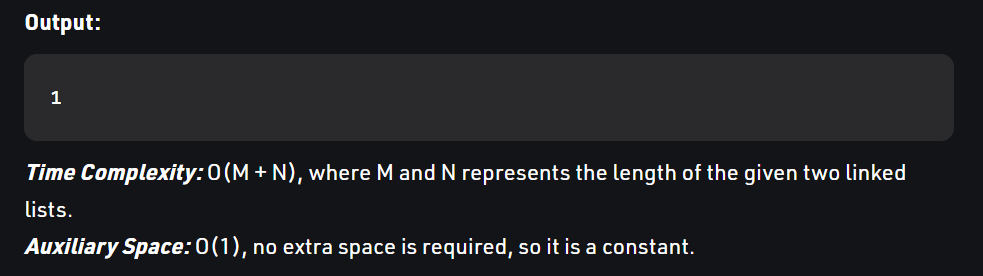 Output:
1
Time Complexity: O(M + N), where M and N represents the length of the given two linked
lists.
Auxiliary Space: O(1), no extra space is required, so it is a constant.